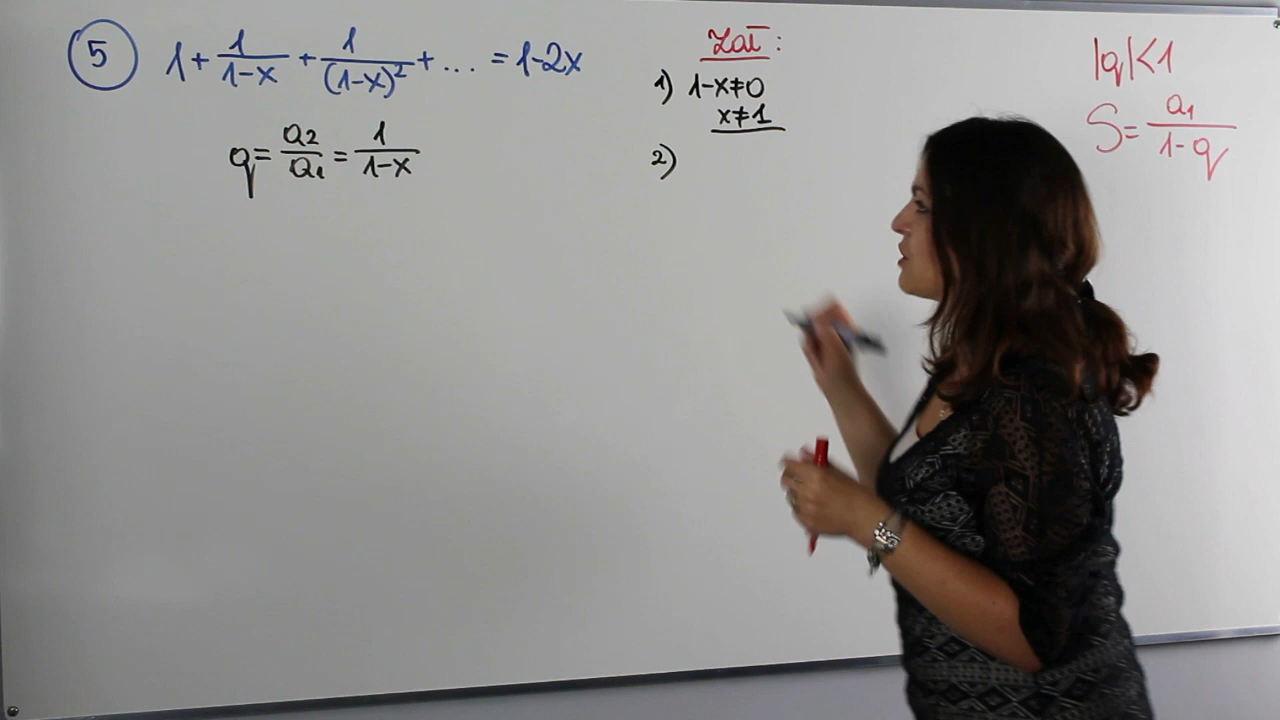 5 1 + 1/(1-x) + 1/(1-x)² + ... = 1-2x
q = a2/a1 = 1/(1-x)
Zał:
1) 1-x≠0
x≠1
2)
|q|<1
S = a1/(1-q)